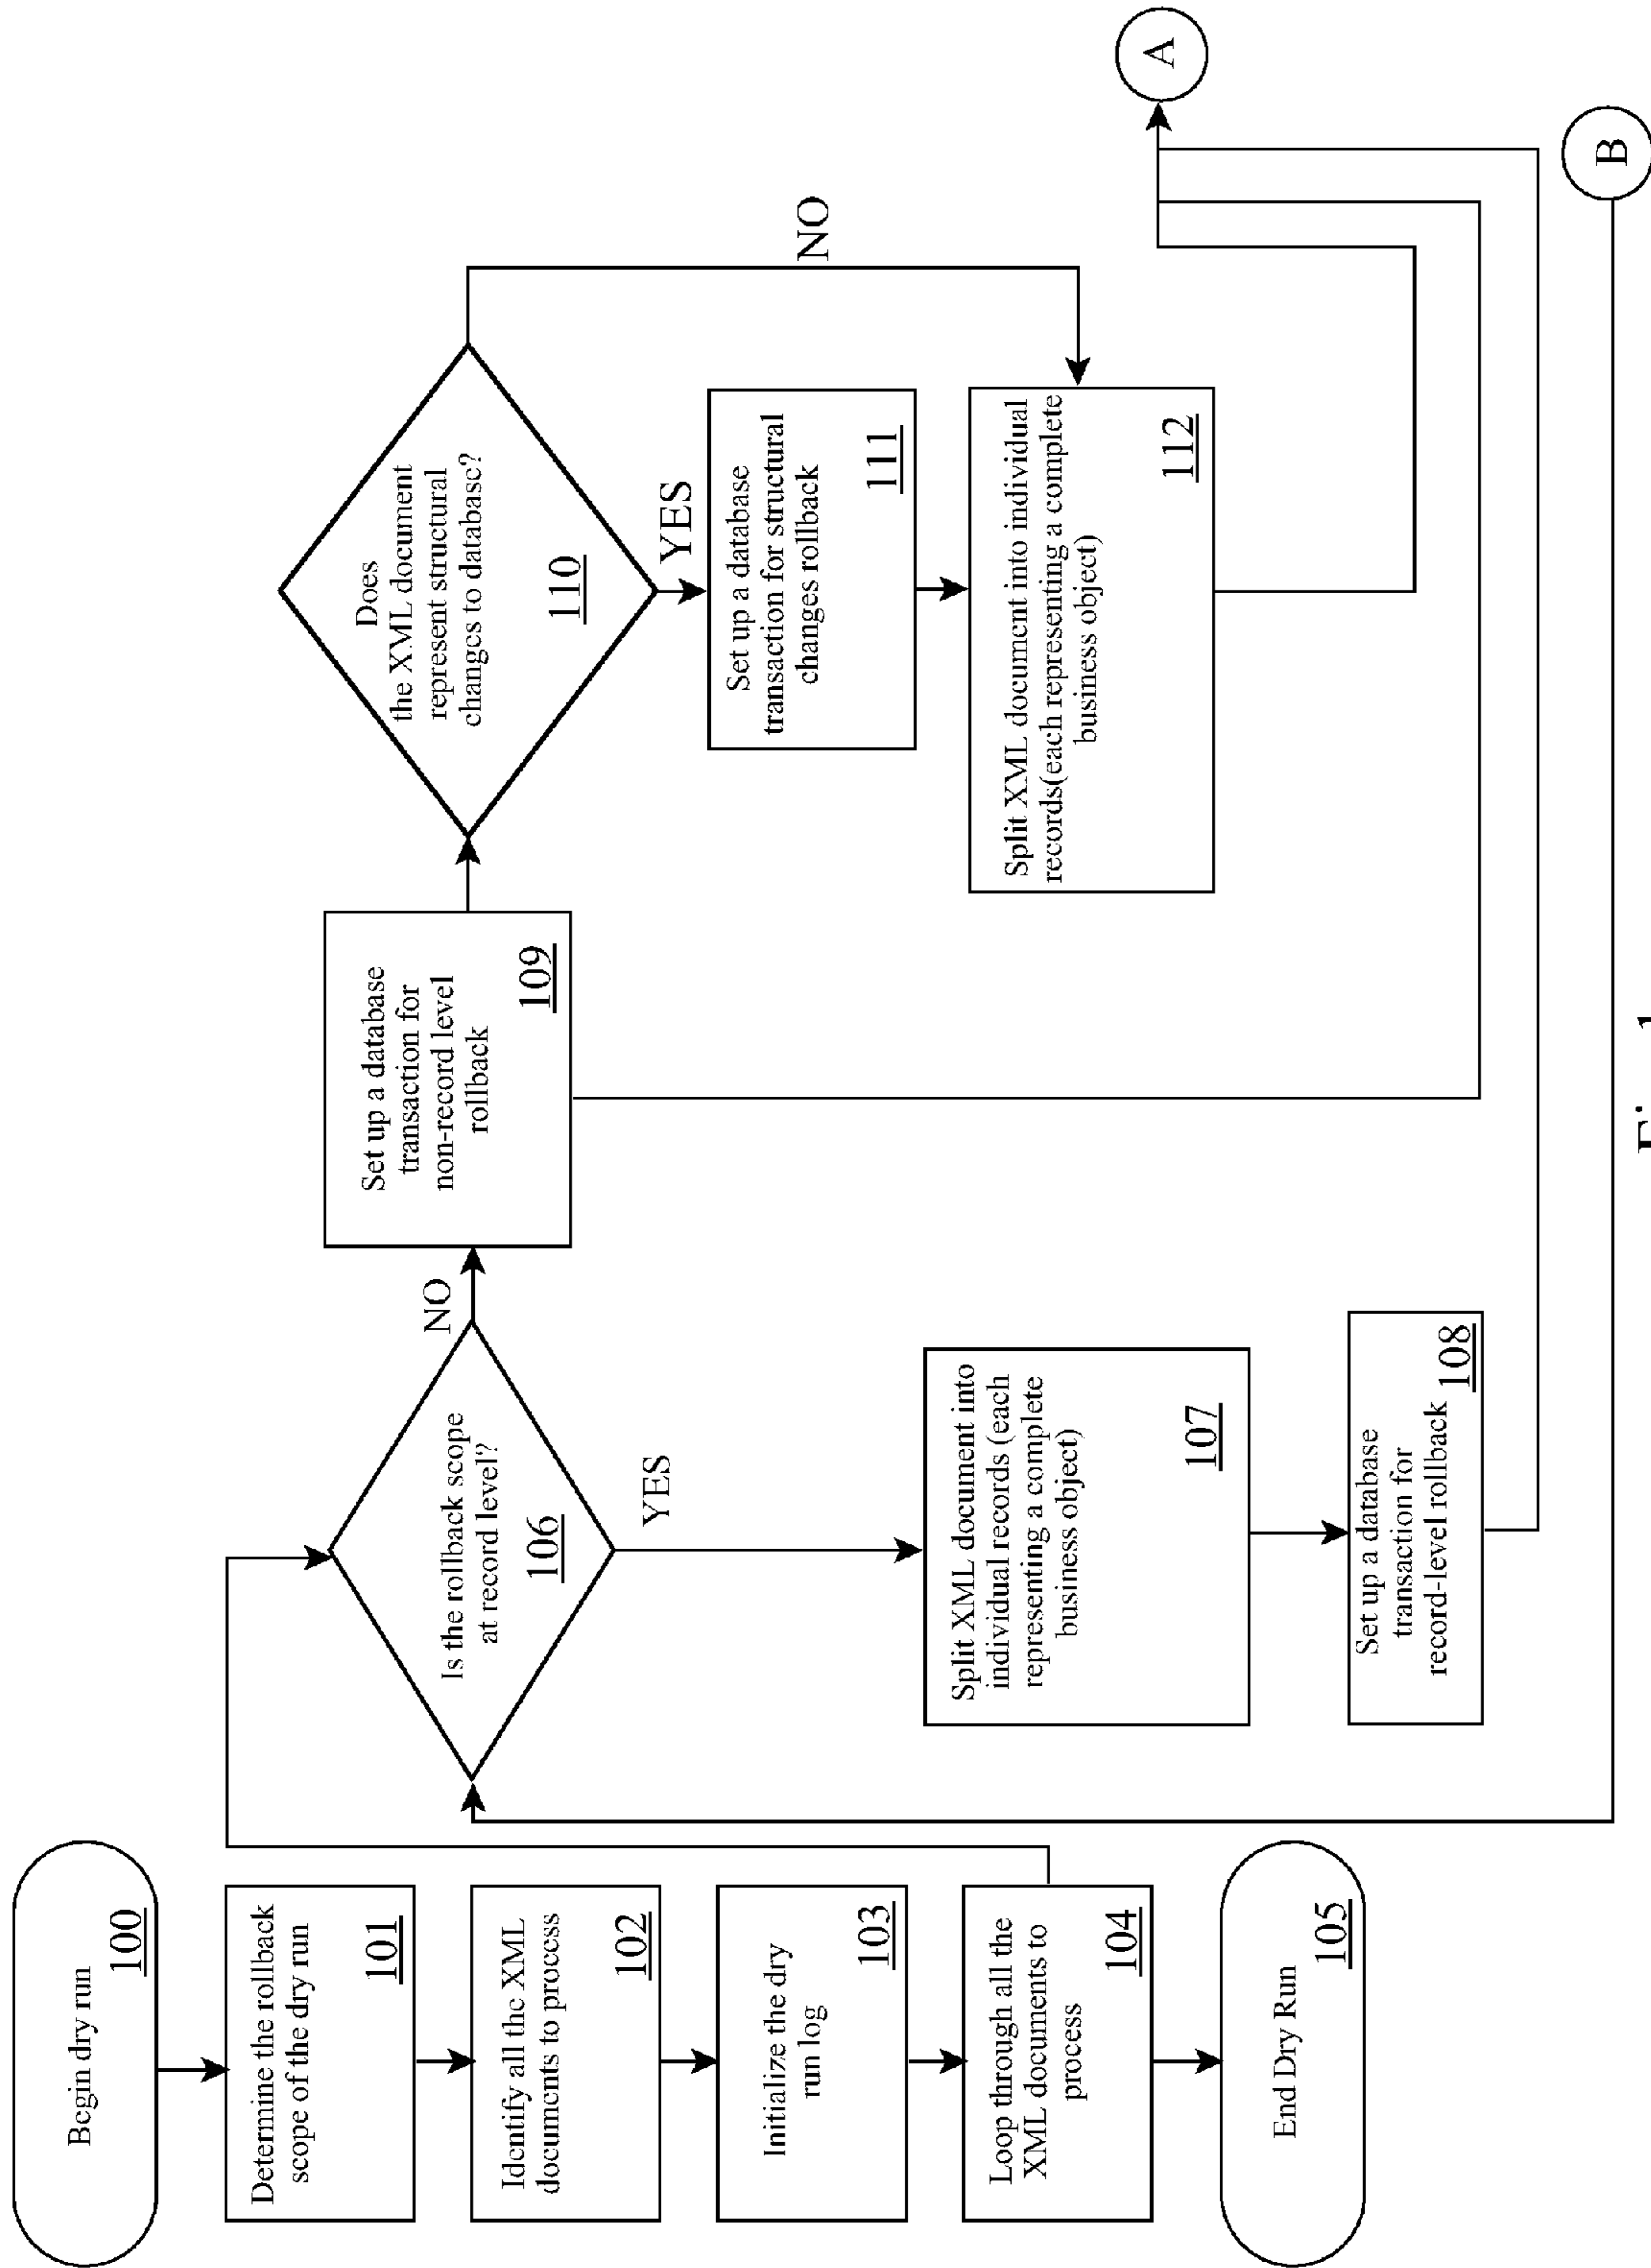 Begin dry run
100
Determine the rollback
scope of the dry run
101
Identify all the XML
documents to process
102
Initialize the dry
run log
103
Loop through all the
XML documents to
process
104
End Dry Run
105
Is the rollback scope
at record level?
106
NO
YES
Split XML document into
individual records (each
representing a complete
business object)
107
Set up a database
transaction for
record-level rollback
108
Set up a database
transaction for
non-record level
rollback
109
Does
the XML document
represent structural
changes to database?
110
YES
NO
Set up a database
transaction for structural
changes rollback
111
Split XML document into individual
records(each representing a complete
business object)
112
A
B